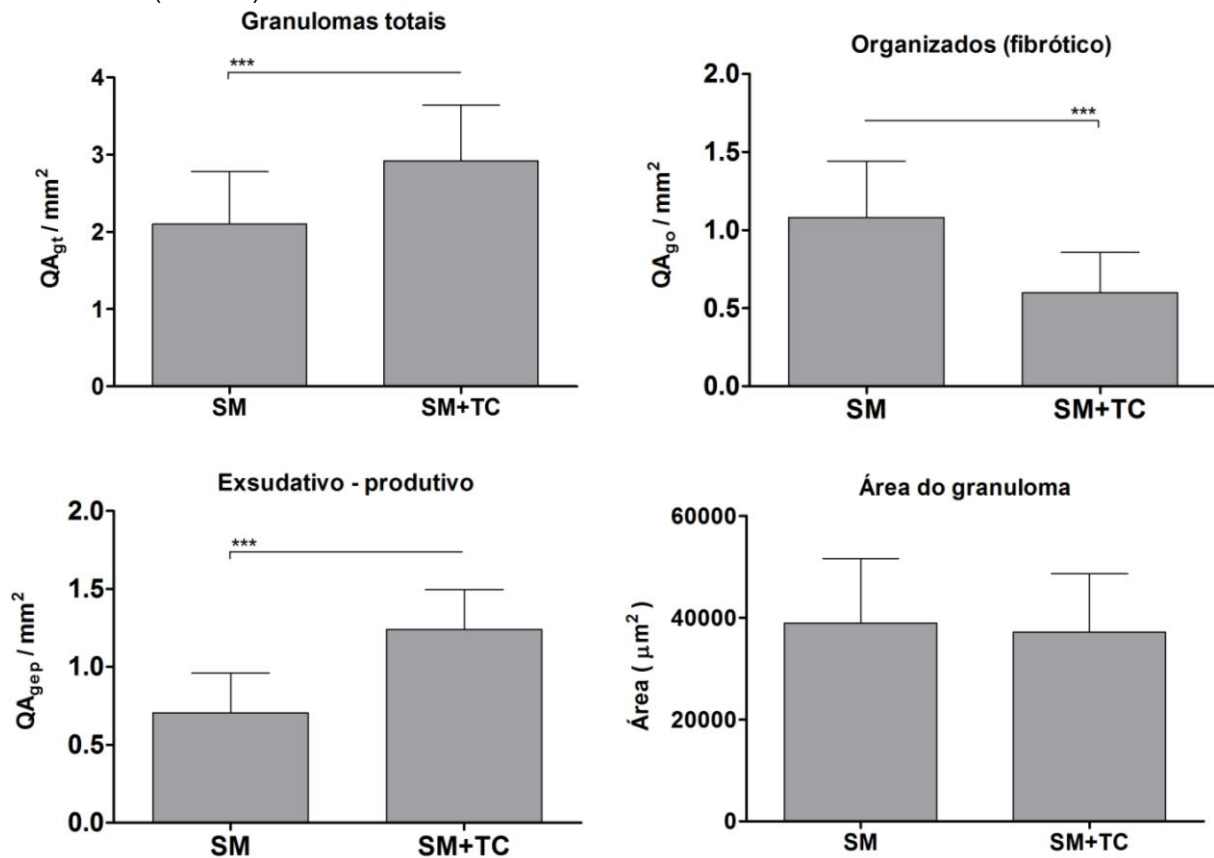 Granulomas totais
***
QAgt / mm²
4
3
2
1
0
SM
SM+TC
Organizados (fibrótico)
***
QAgo / mm²
2.0
1.5
1.0
0.5
0.0
SM
SM+TC
Exsudativo - produtivo
***
QAgep / mm²
2.0
1.5
1.0
0.5
0.0
SM
SM+TC
Área do granuloma
Área ( μm² )
60000
40000
20000
0
SM
SM+TC